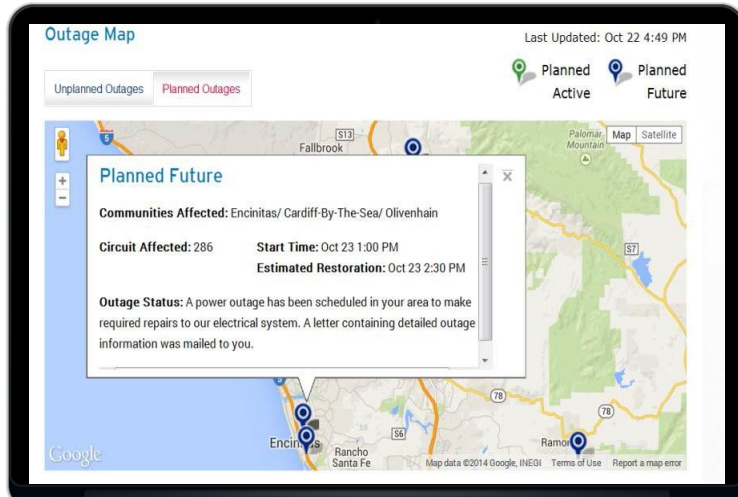 Outage Map
Last Updated: Oct 22 4:49 PM
Planned Active
Planned Future
Unplanned Outages
Planned Outages
S13
5
Fallbrook
Palomar Mountain
Map
Satellite
+
−
Planned Future
X
Communities Affected: Encinitas/ Cardiff-By-The-Sea/ Olivenhain
Circuit Affected: 286
Start Time: Oct 23 1:00 PM
Estimated Restoration: Oct 23 2:30 PM
Outage Status: A power outage has been scheduled in your area to make
required repairs to our electrical system. A letter containing detailed outage
information was mailed to you.
S7
5
78
78
S6
Rancho
Santa Fe
Google
Map data ©2014 Google, INEGI
Terms of Use
Report a map error